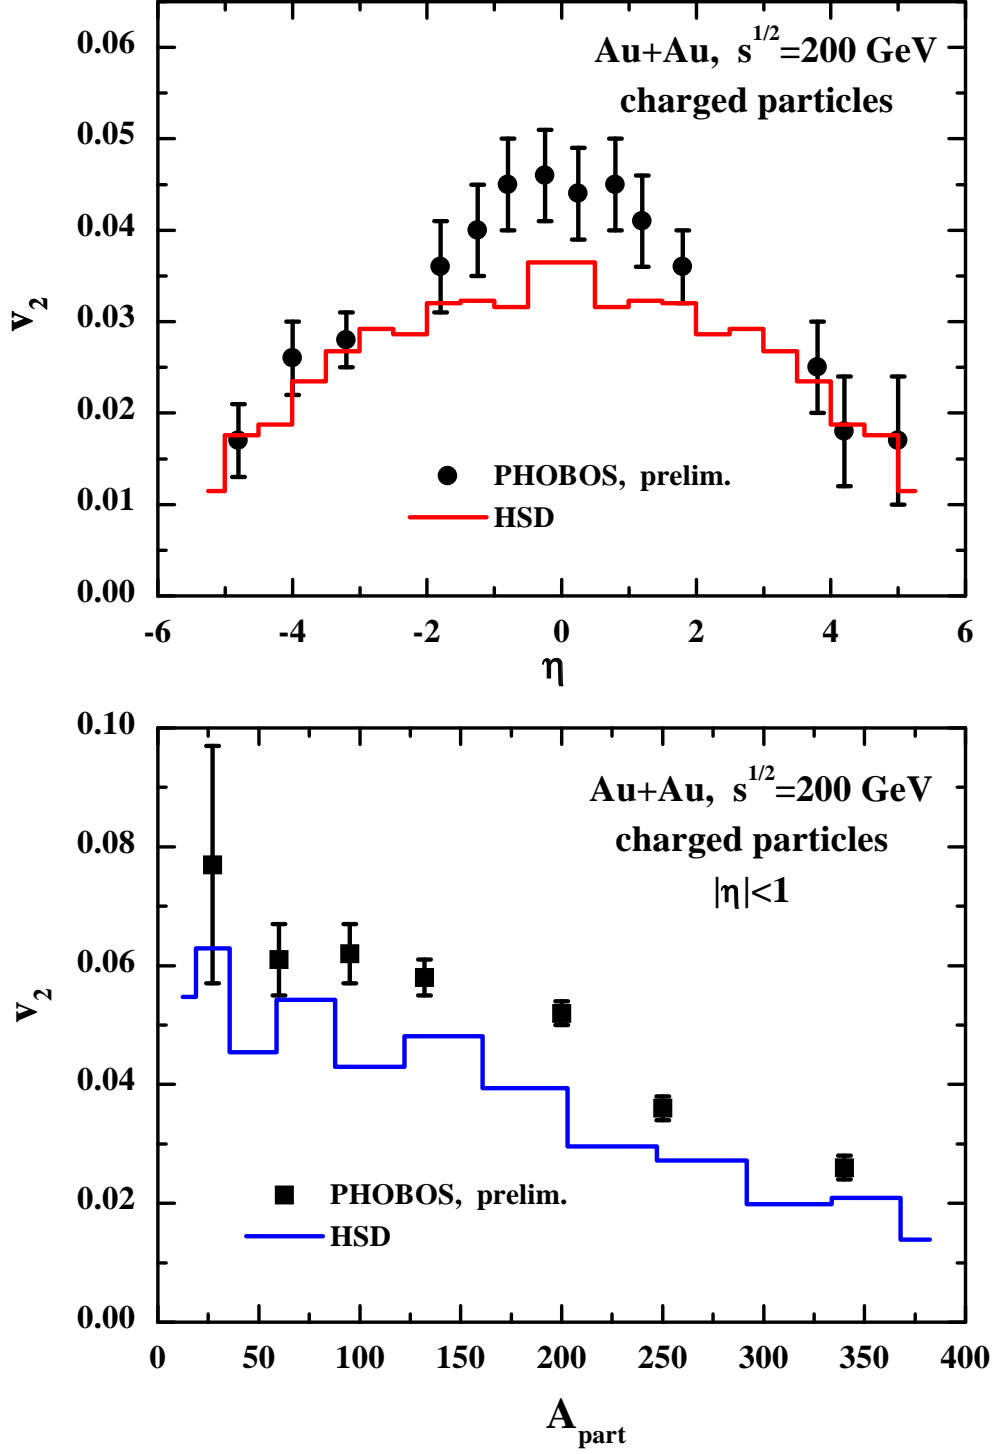 0.06
0.05
0.04
0.03
0.02
0.01
0.00
v2
Au+Au, s1/2=200 GeV
charged particles
PHOBOS, prelim.
HSD
-6 -4 -2 0 2 4 6
η
0.10
0.08
0.06
0.04
0.02
0.00
v2
Au+Au, s1/2=200 GeV
charged particles
|η|<1
PHOBOS, prelim.
HSD
0 50 100 150 200 250 300 350 400
Apart